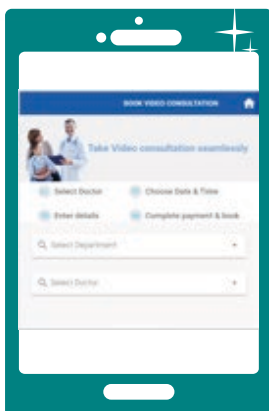 BOOK VIDEO CONSULTATION
Take Video consultation seamlessly
Select Doctor
Choose Date & Time
Enter details
Complete payment & book
Select Department
Select Doctor